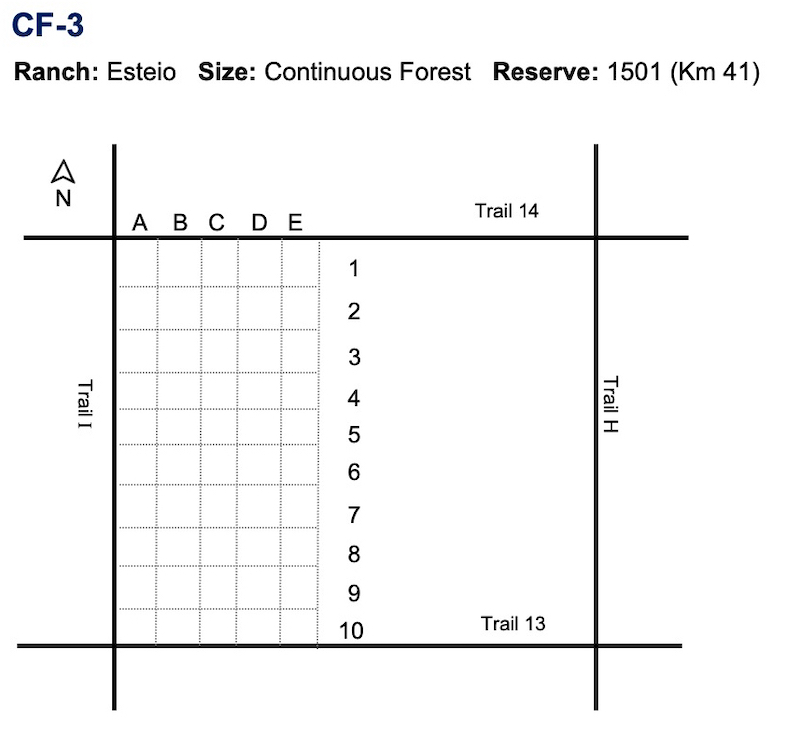 CF-3
Ranch: Esteio Size: Continuous Forest Reserve: 1501 (Km 41)
N
Trail 14
A B C D E
1
2
3
Trail I
4
Trail H
5
6
7
8
9
Trail 13
10